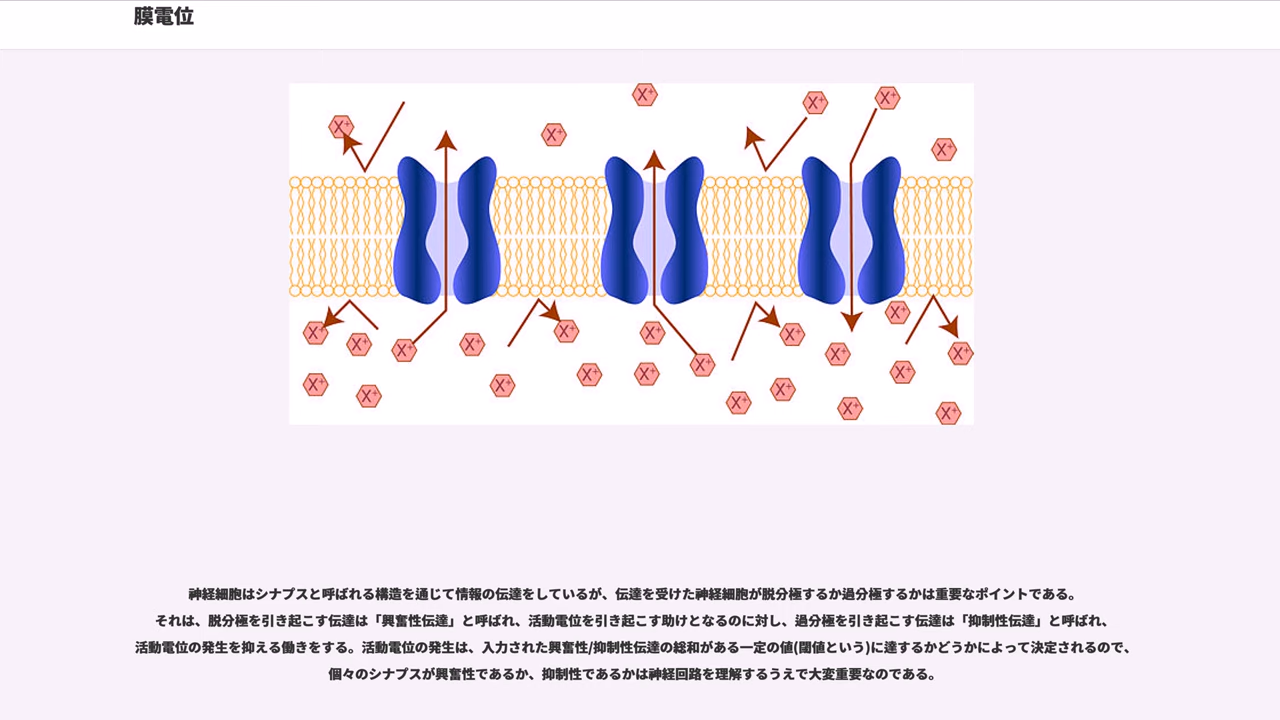 膜電位
X⁺ X⁺ X⁺
X⁺ X⁺ X⁺
X⁺ X⁺ X⁺ X⁺ X⁺ X⁺
X⁺ X⁺ X⁺ X⁺ X⁺ X⁺
X⁺ X⁺ X⁺ X⁺ X⁺ X⁺
X⁺ X⁺ X⁺ X⁺
神経細胞はシナプスと呼ばれる構造を通じて情報の伝達をしているが、伝達を受けた神経細胞が脱分極するか過分極するかは重要なポイントである。
それは、脱分極を引き起こす伝達は「興奮性伝達」と呼ばれ、活動電位を引き起こす助けとなるのに対し、過分極を引き起こす伝達は「抑制性伝達」と呼ばれ、
活動電位の発生を抑える働きをする。活動電位の発生は、入力された興奮性/抑制性伝達の総和がある一定の値(閾値という)に達するかどうかによって決定されるので、
個々のシナプスが興奮性であるか、抑制性であるかは神経回路を理解するうえで大変重要なのである。